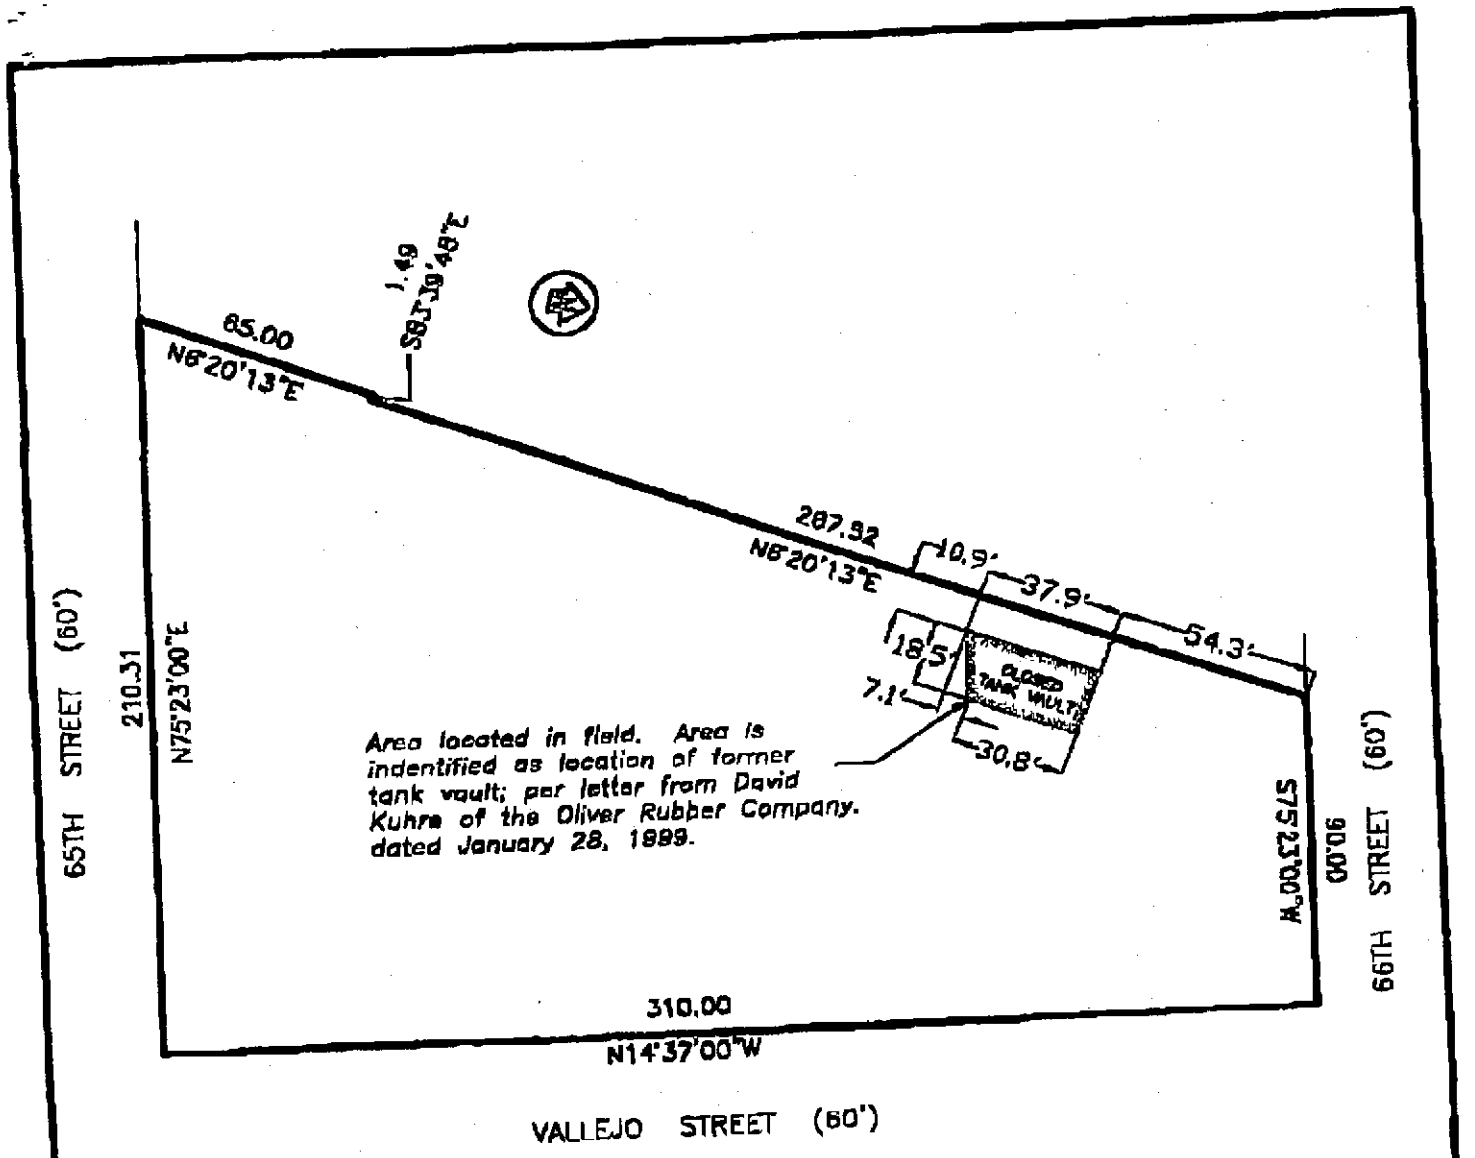 1.49
S83°39'48"E
85.00
N6°20'13"E
287.92
N6°20'13"E
10.9'
37.9'
54.3'
18.5'
7.1'
30.8'
CLOSED
TANK VAULT
Area located in field. Area is
indentified as location of former
tank vault; per letter from David
Kuhre of the Oliver Rubber Company.
dated January 28, 1999.
65TH STREET (60')
210.31
N75°23'00"E
S75°23'00"W
90.00
66TH STREET (60')
310.00
N14°37'00"W
VALLEJO STREET (60')